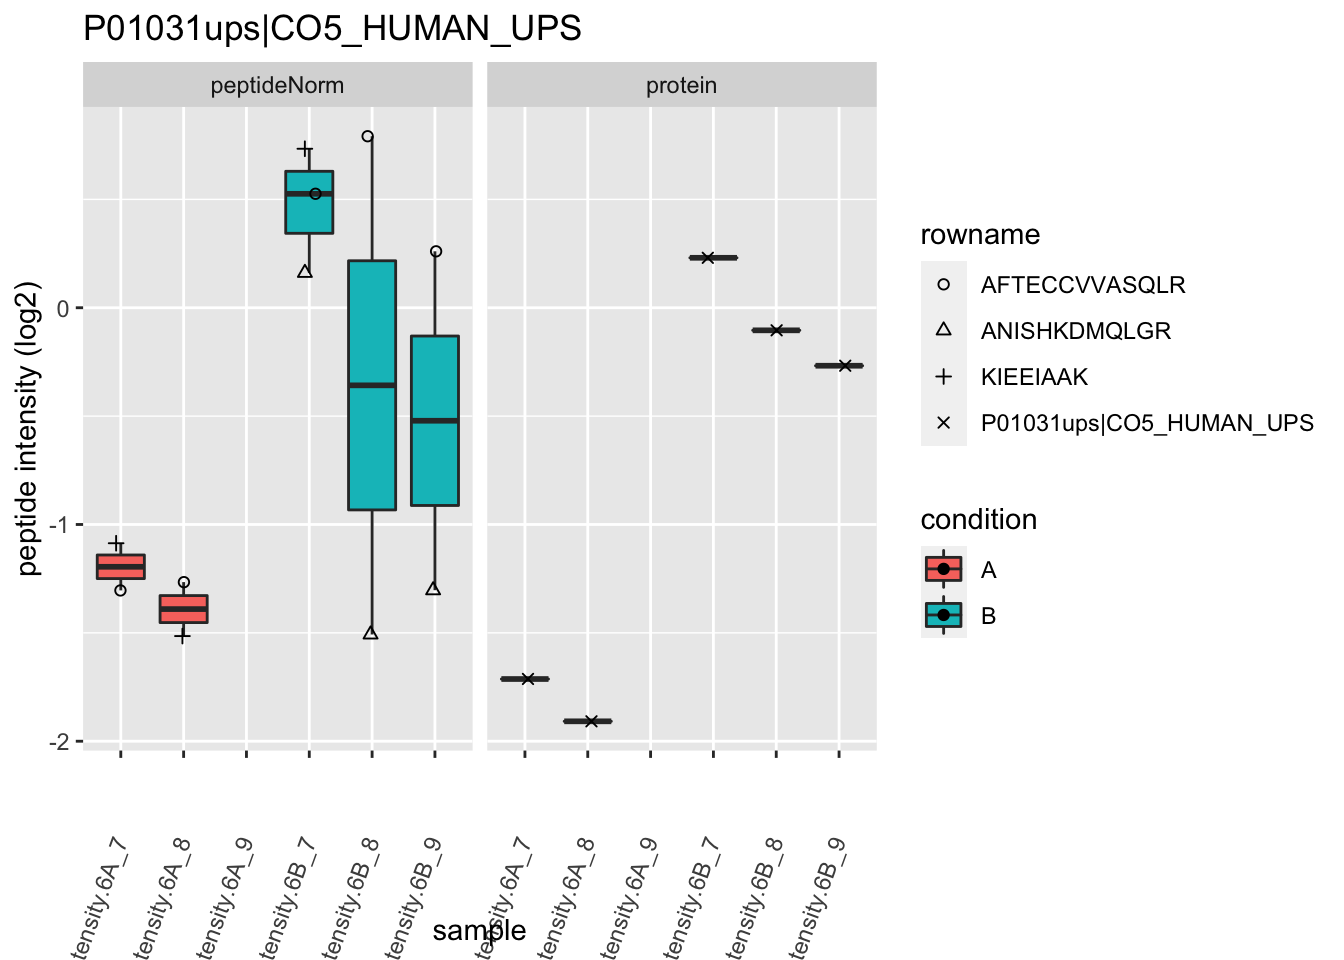 P01031ups|CO5_HUMAN_UPS
peptideNorm
protein
peptide intensity (log2)
0
-1
-2
tensity.6A_7
tensity.6A_8
tensity.6A_9
tensity.6B_7
tensity.6B_8
tensity.6B_9
tensity.6A_7
tensity.6A_8
tensity.6A_9
tensity.6B_7
tensity.6B_8
tensity.6B_9
sample
rowname
AFTECCVVASQLR
ANISHKDMQLGR
KIEEIAAK
P01031ups|CO5_HUMAN_UPS
condition
A
B